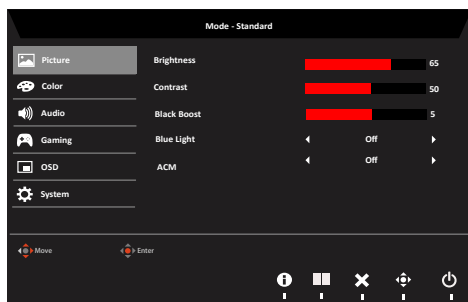 Mode - Standard
Picture
Brightness 65
Color
Contrast 50
Audio
Black Boost 5
Gaming
Blue Light Off
OSD
ACM Off
System
Move Enter